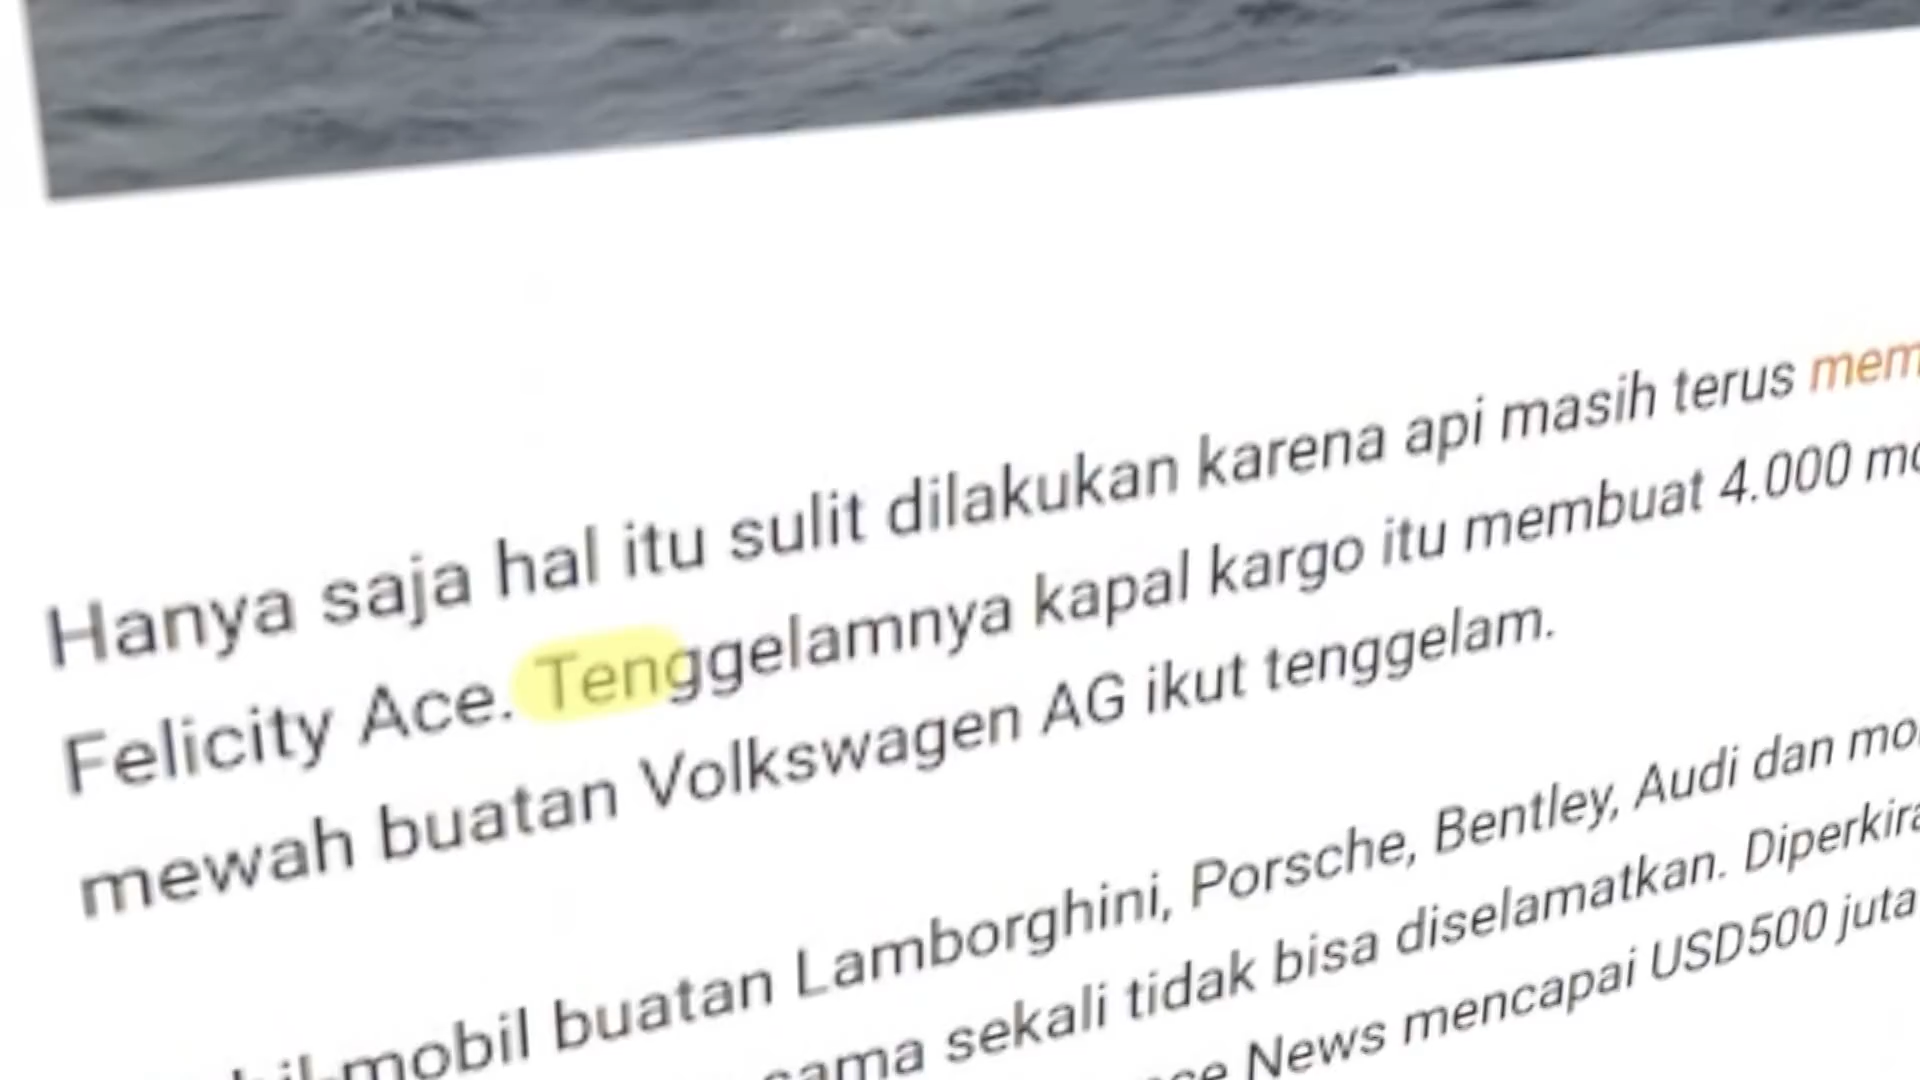 Hanya saja hal itu sulit dilakukan karena api masih terus mem
Felicity Ace. Tenggelamnya kapal kargo itu membuat 4.000 mo
mewah buatan Volkswagen AG ikut tenggelam.
mobil buatan Lamborghini, Porsche, Bentley, Audi dan mo
sama sekali tidak bisa diselamatkan. Diperkira
News mencapai USD500 juta